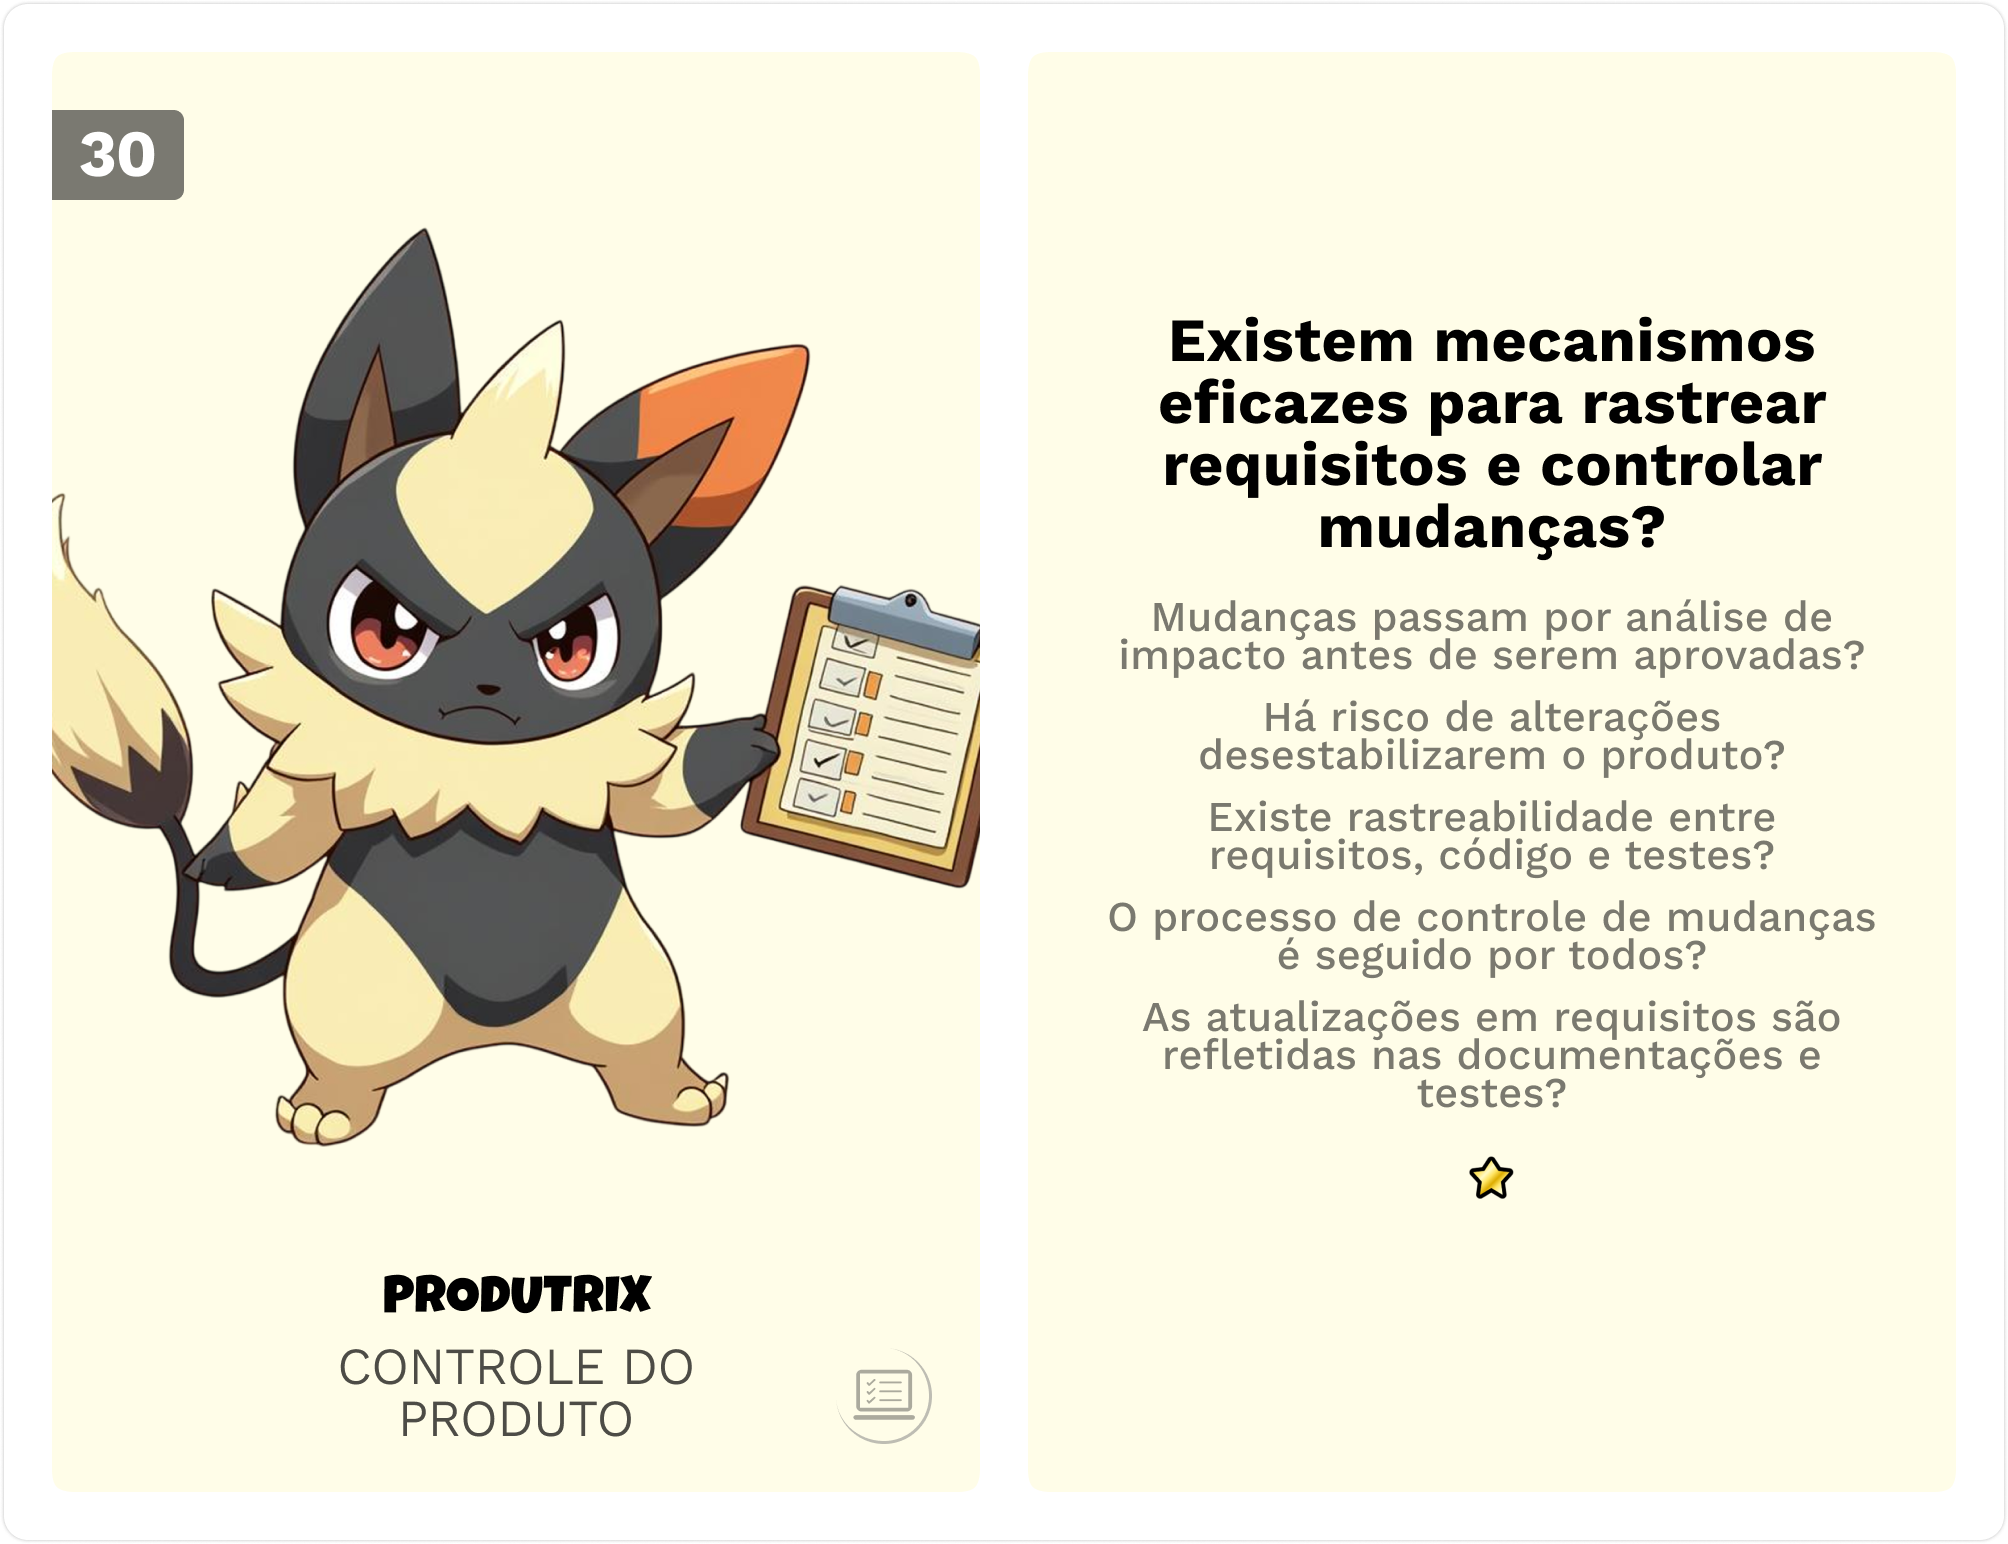 30
PRODUTRIX
CONTROLE DO
PRODUTO
Existem mecanismos
eficazes para rastrear
requisitos e controlar
mudanças?
Mudanças passam por análise de
impacto antes de serem aprovadas?
Há risco de alterações
desestabilizarem o produto?
Existe rastreabilidade entre
requisitos, código e testes?
O processo de controle de mudanças
é seguido por todos?
As atualizações em requisitos são
refletidas nas documentações e
testes?